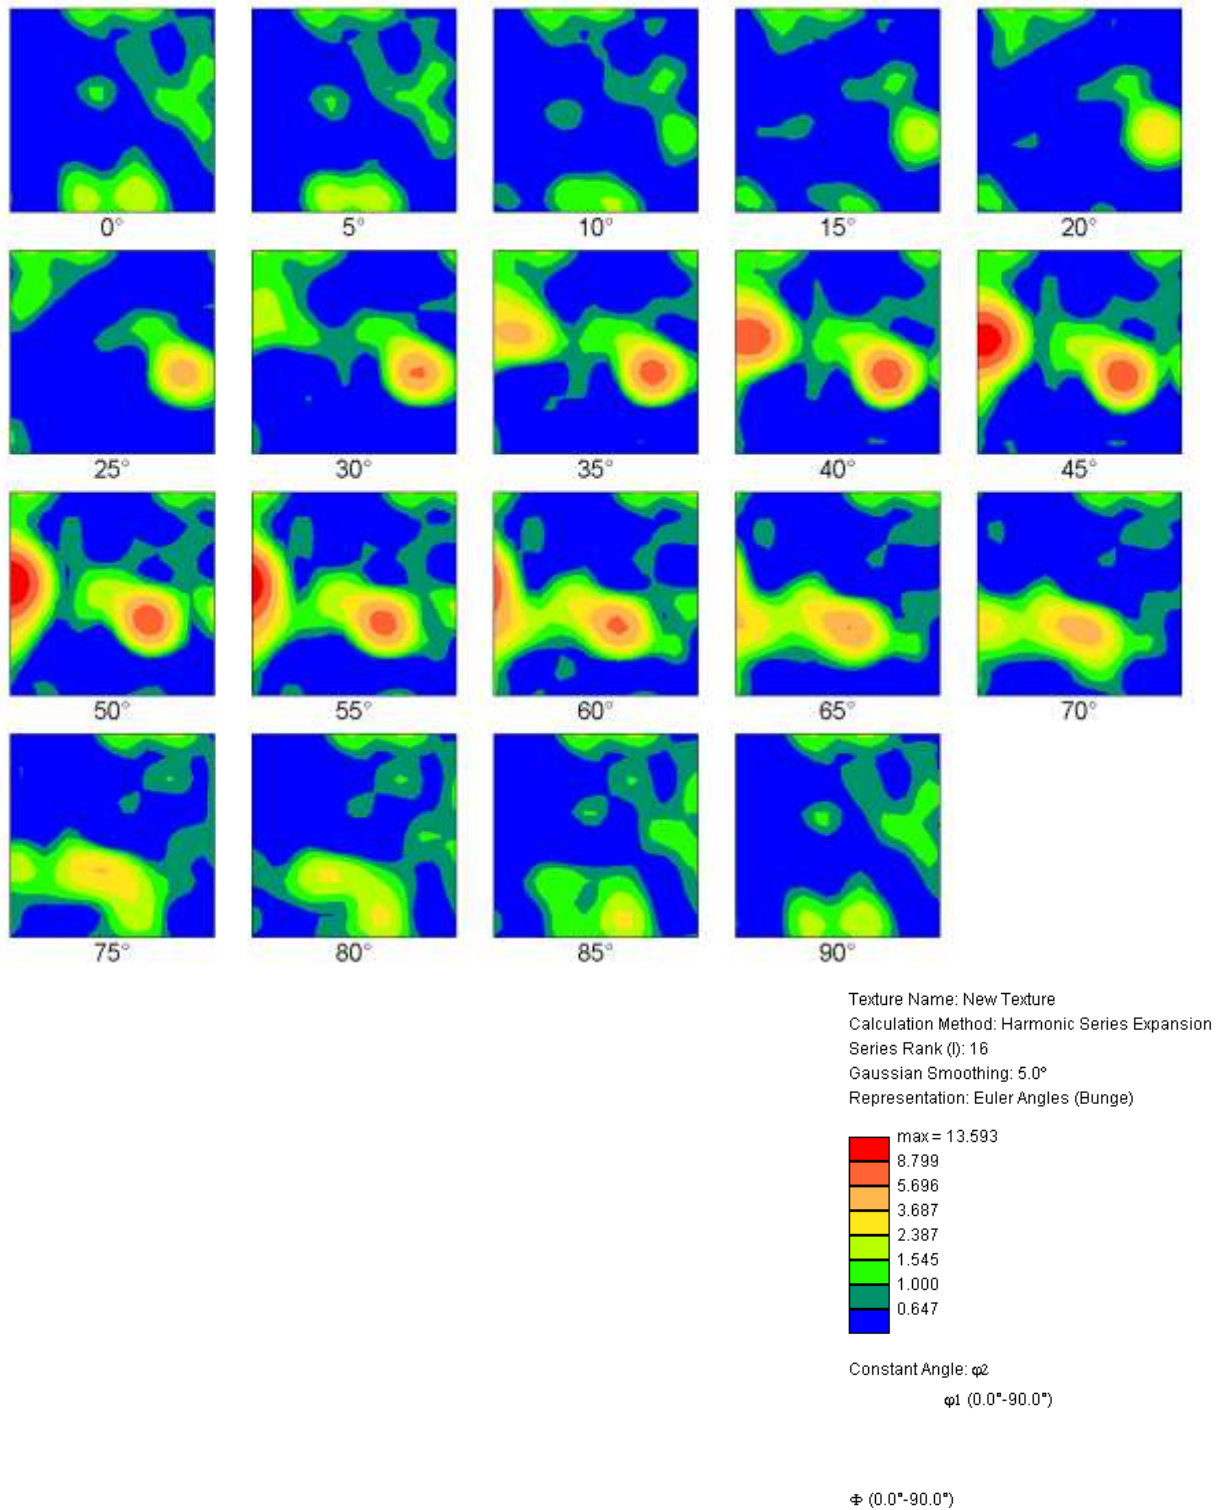 0° 5° 10° 15° 20°
25° 30° 35° 40° 45°
50° 55° 60° 65° 70°
75° 80° 85° 90°
Texture Name: New Texture
Calculation Method: Harmonic Series Expansion
Series Rank (l): 16
Gaussian Smoothing: 5.0°
Representation: Euler Angles (Bunge)
max = 13.593
8.799
5.696
3.687
2.387
1.545
1.000
0.647
Constant Angle: φ2
φ1 (0.0°-90.0°)
Φ (0.0°-90.0°)